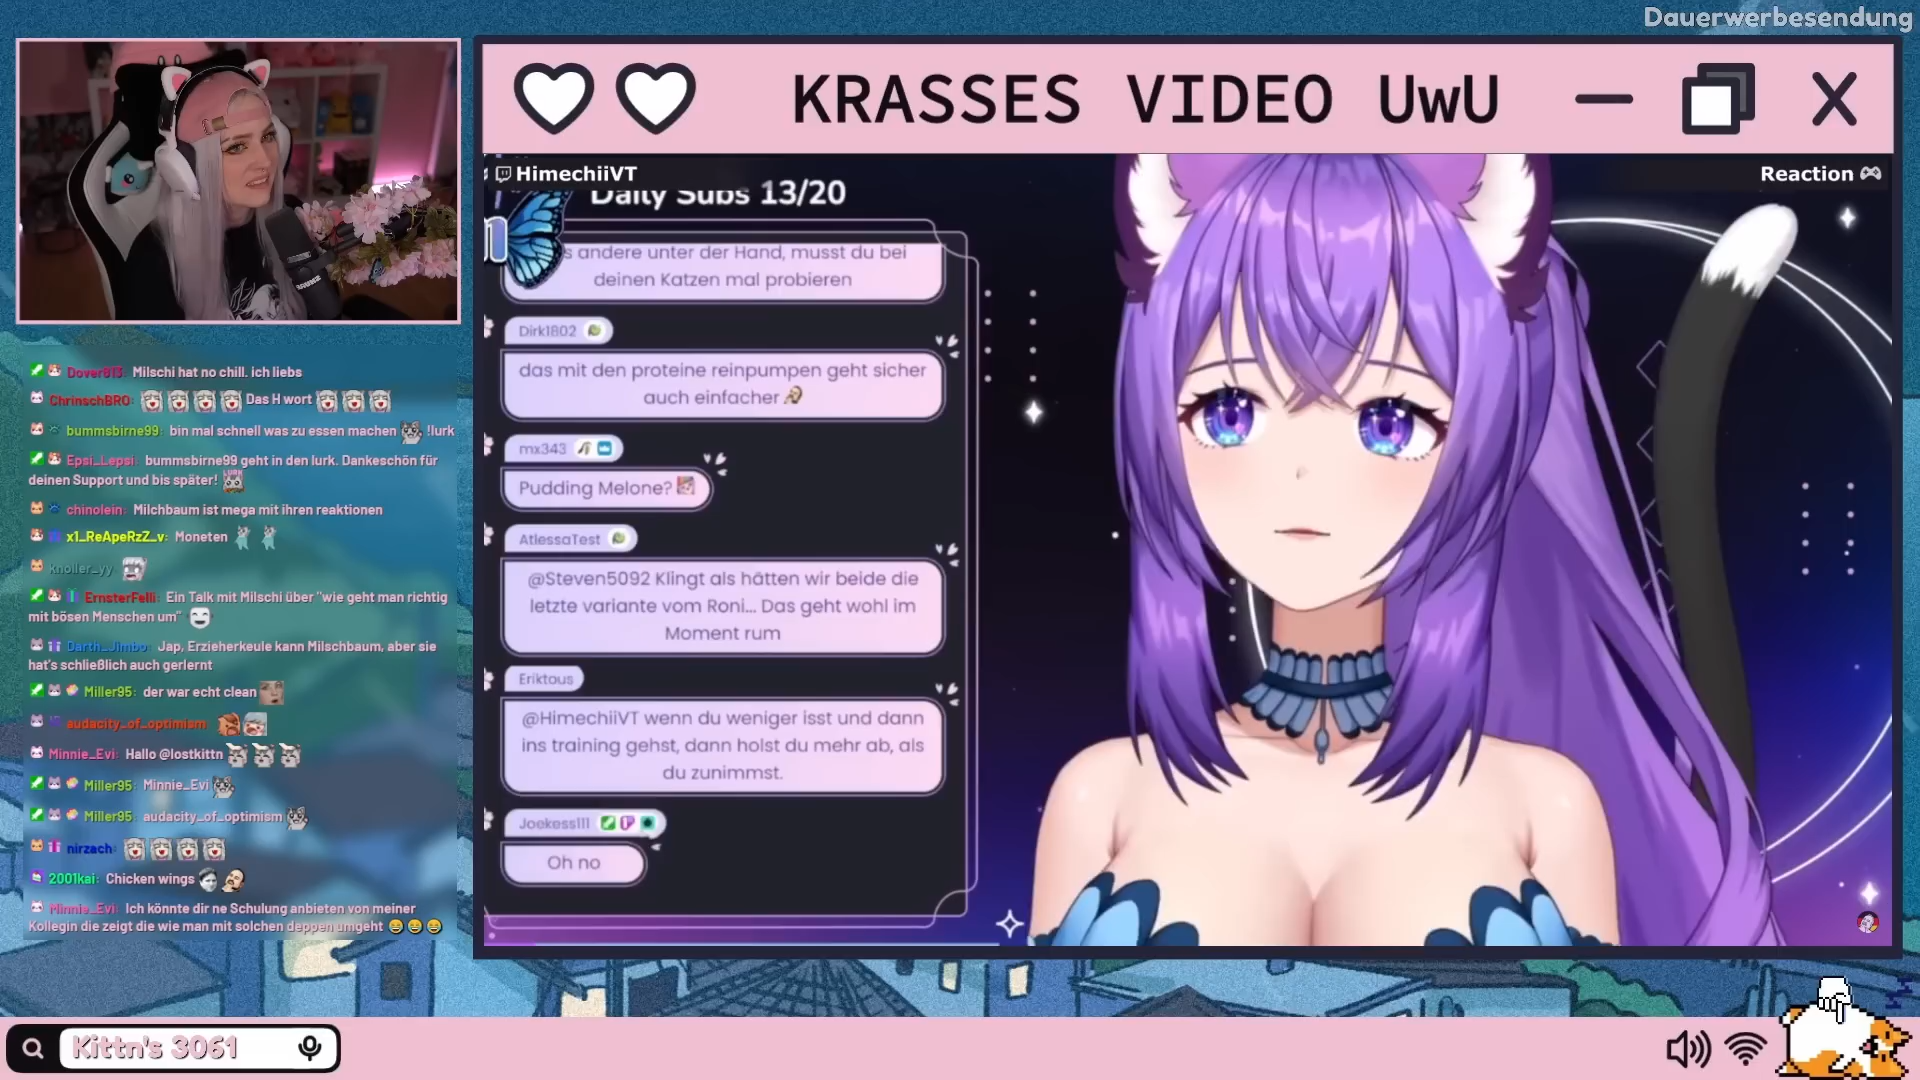 Dauerwerbesendung
KRASSES VIDEO UwU
HimechiiVT
Reaction
Daily Subs 13/20
s andere unter der Hand, musst du bei
deinen Katzen mal probieren
Dirk1802
das mit den proteine reinpumpen geht sicher
auch einfacher
mx343
Pudding Melone?
AtlessaTest
@Steven5092 Klingt als hätten wir beide die
letzte variante vom Roni... Das geht wohl im
Moment rum
Eriktous
@HimechiiVT wenn du weniger isst und dann
ins training gehst, dann holst du mehr ab, als
du zunimmst.
Joekess111
Oh no
Dover813: Milschi hat no chill. ich liebs
ChrinschBRO: Das H wort
bummsbirne99: bin mal schnell was zu essen machen !lurk
Epsi_Lepsi: bummsbirne99 geht in den lurk. Dankeschön für
deinen Support und bis später!
chinolein: Milchbaum ist mega mit ihren reaktionen
x1_ReApeRzZ_v: Moneten
knoller_yy
ErnsterFelli: Ein Talk mit Milschi über "wie geht man richtig
mit bösen Menschen um"
Darth_Jimbo: Jap, Erzieherkeule kann Milschbaum, aber sie
hat's schließlich auch gerlernt
Miller95: der war echt clean
audacity_of_optimism:
Minnie_Evi: Hallo @lostkittn
Miller95: Minnie_Evi
Miller95: audacity_of_optimism
nirzach:
2001kai: Chicken wings
Minnie_Evi: Ich könnte dir ne Schulung anbieten von meiner
Kollegin die zeigt die wie man mit solchen deppen umgeht
Kittn's 3061